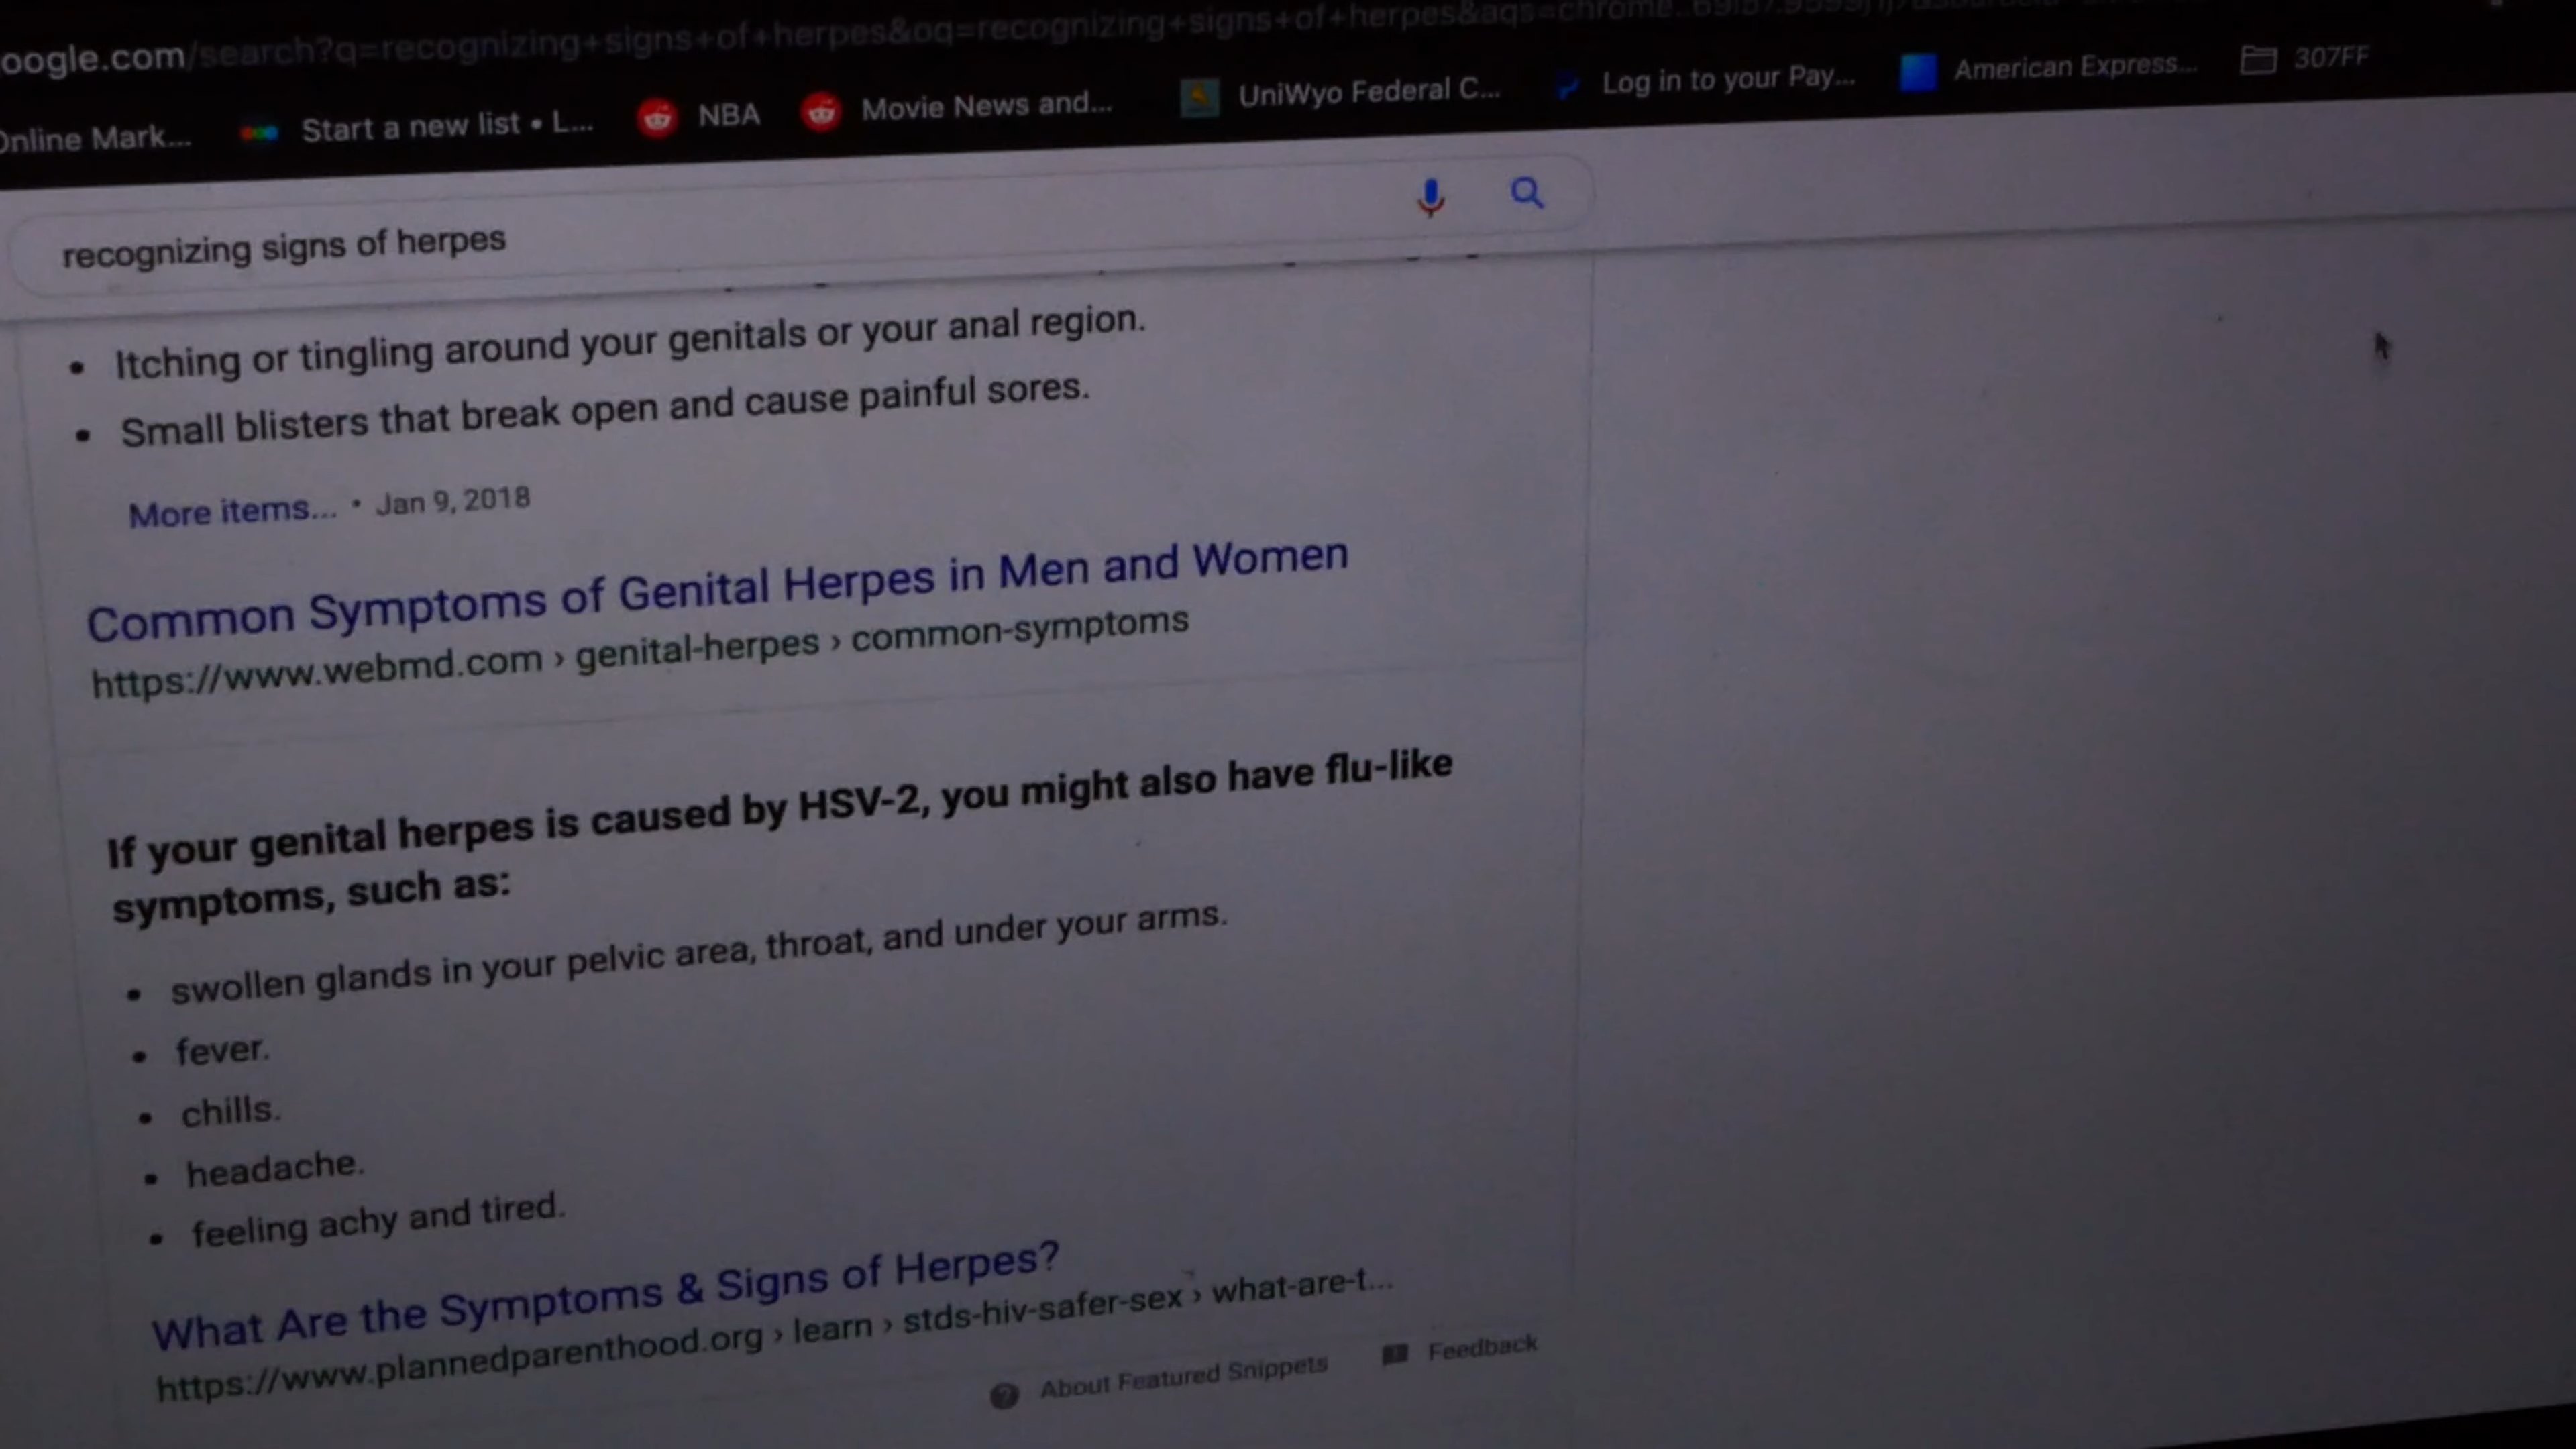 oogle.com/search?q=recognizing+signs+of+herpes&oq=recognizing+signs+of+herpes&aqs=chrome..69i57.
Online Mark... Start a new list • L... NBA Movie News and... UniWyo Federal C... Log in to your Pay... American Express... 307FF
recognizing signs of herpes
• Itching or tingling around your genitals or your anal region.
• Small blisters that break open and cause painful sores.
More items... • Jan 9, 2018
Common Symptoms of Genital Herpes in Men and Women
https://www.webmd.com › genital-herpes › common-symptoms
If your genital herpes is caused by HSV-2, you might also have flu-like
symptoms, such as:
• swollen glands in your pelvic area, throat, and under your arms.
• fever.
• chills.
• headache.
• feeling achy and tired.
What Are the Symptoms & Signs of Herpes?
https://www.plannedparenthood.org › learn › stds-hiv-safer-sex › what-are-t...
About Featured Snippets Feedback